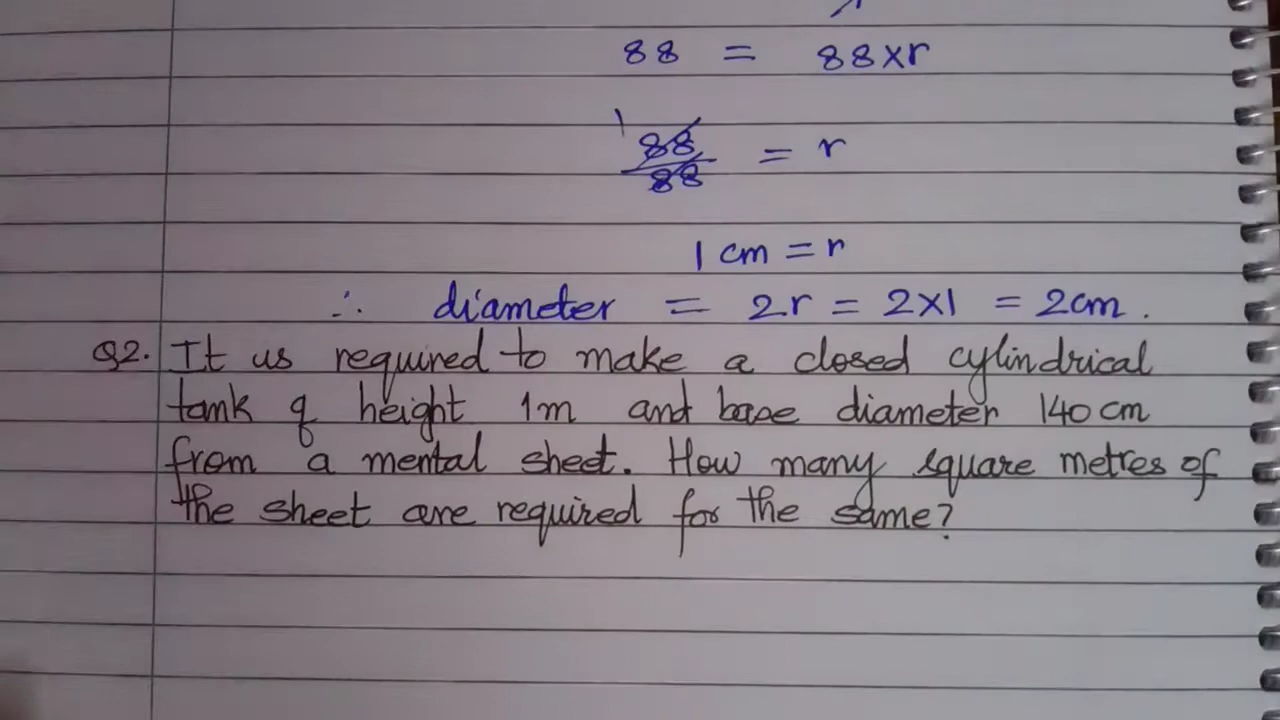 88 = 88xr
1
88/88 = r
1 cm = r
∴ diameter = 2r = 2x1 = 2cm.
Q2. It us required to make a closed cylindrical
tank of height 1m and base diameter 140 cm
from a mental sheet. How many square metres of
the sheet are required for the same?